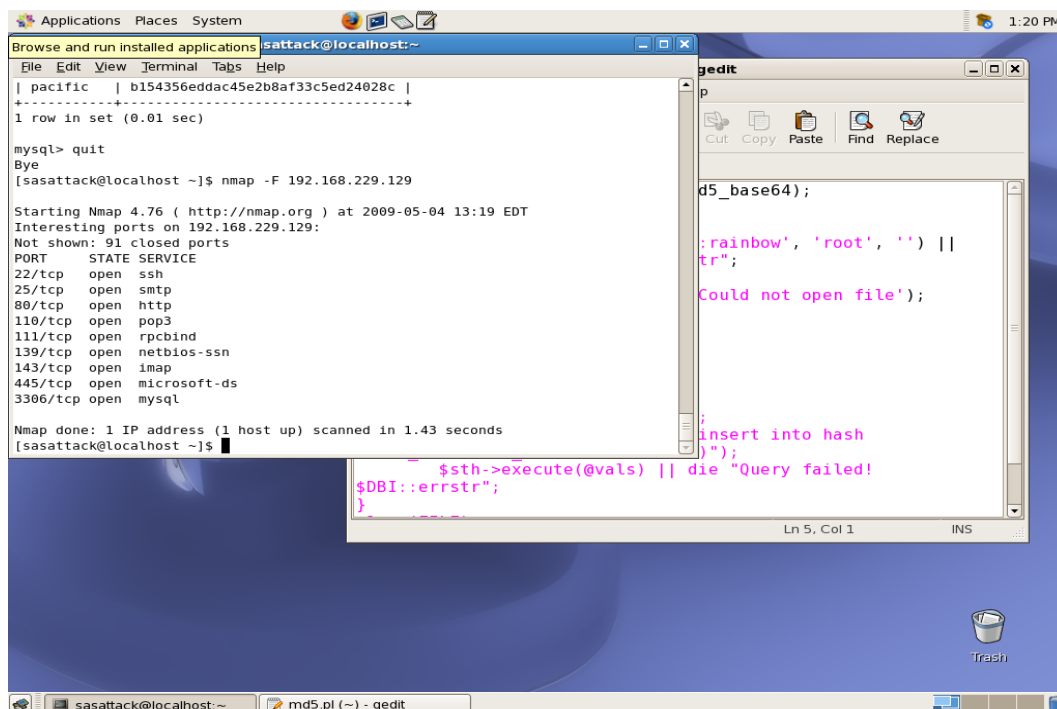 Applications Places System
1:20 PM
Browse and run installed applications
sasattack@localhost:~
File Edit View Terminal Tabs Help
| pacific | b154356eddac45e2b8af33c5ed24028c |
+-----------+----------------------------------+
1 row in set (0.01 sec)
mysql> quit
Bye
[sasattack@localhost ~]$ nmap -F 192.168.229.129
Starting Nmap 4.76 ( http://nmap.org ) at 2009-05-04 13:19 EDT
Interesting ports on 192.168.229.129:
Not shown: 91 closed ports
PORT STATE SERVICE
22/tcp open ssh
25/tcp open smtp
80/tcp open http
110/tcp open pop3
111/tcp open rpcbind
139/tcp open netbios-ssn
143/tcp open imap
445/tcp open microsoft-ds
3306/tcp open mysql
Nmap done: 1 IP address (1 host up) scanned in 1.43 seconds
[sasattack@localhost ~]$
gedit
p
Cut Copy Paste Find Replace
d5_base64);
:rainbow', 'root', '') ||
tr";
Could not open file');
;
insert into hash
)");
$sth->execute(@vals) || die "Query failed!
$DBI::errstr";
}
Ln 5, Col 1 INS
Trash
sasattack@localhost:~
md5.pl (~) - gedit